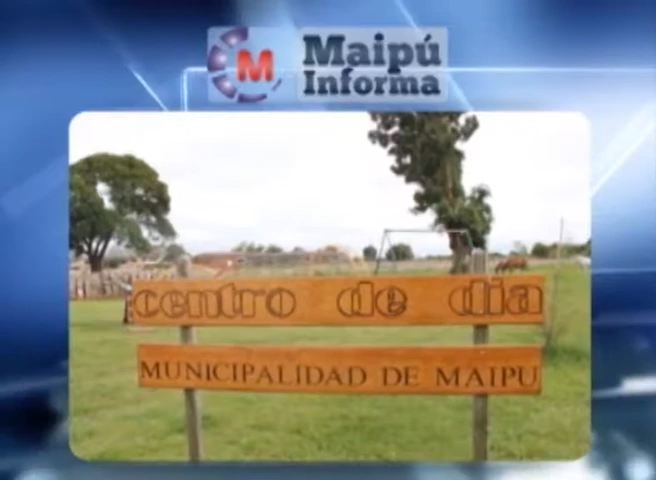 M
Maipú
Informa
centro de dia
MUNICIPALIDAD DE MAIPU